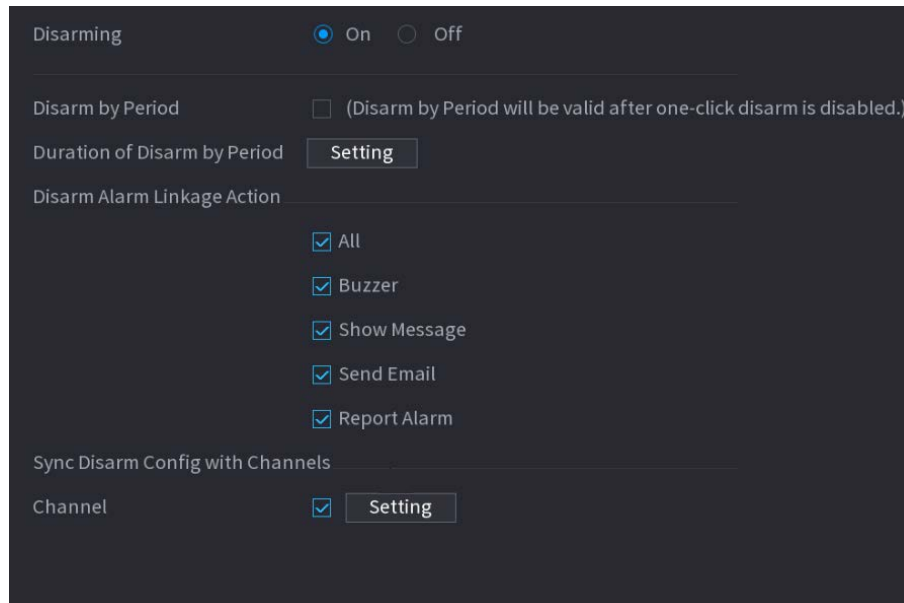 Disarming On Off
Disarm by Period (Disarm by Period will be valid after one-click disarm is disabled.)
Duration of Disarm by Period Setting
Disarm Alarm Linkage Action
All
Buzzer
Show Message
Send Email
Report Alarm
Sync Disarm Config with Channels
Channel Setting